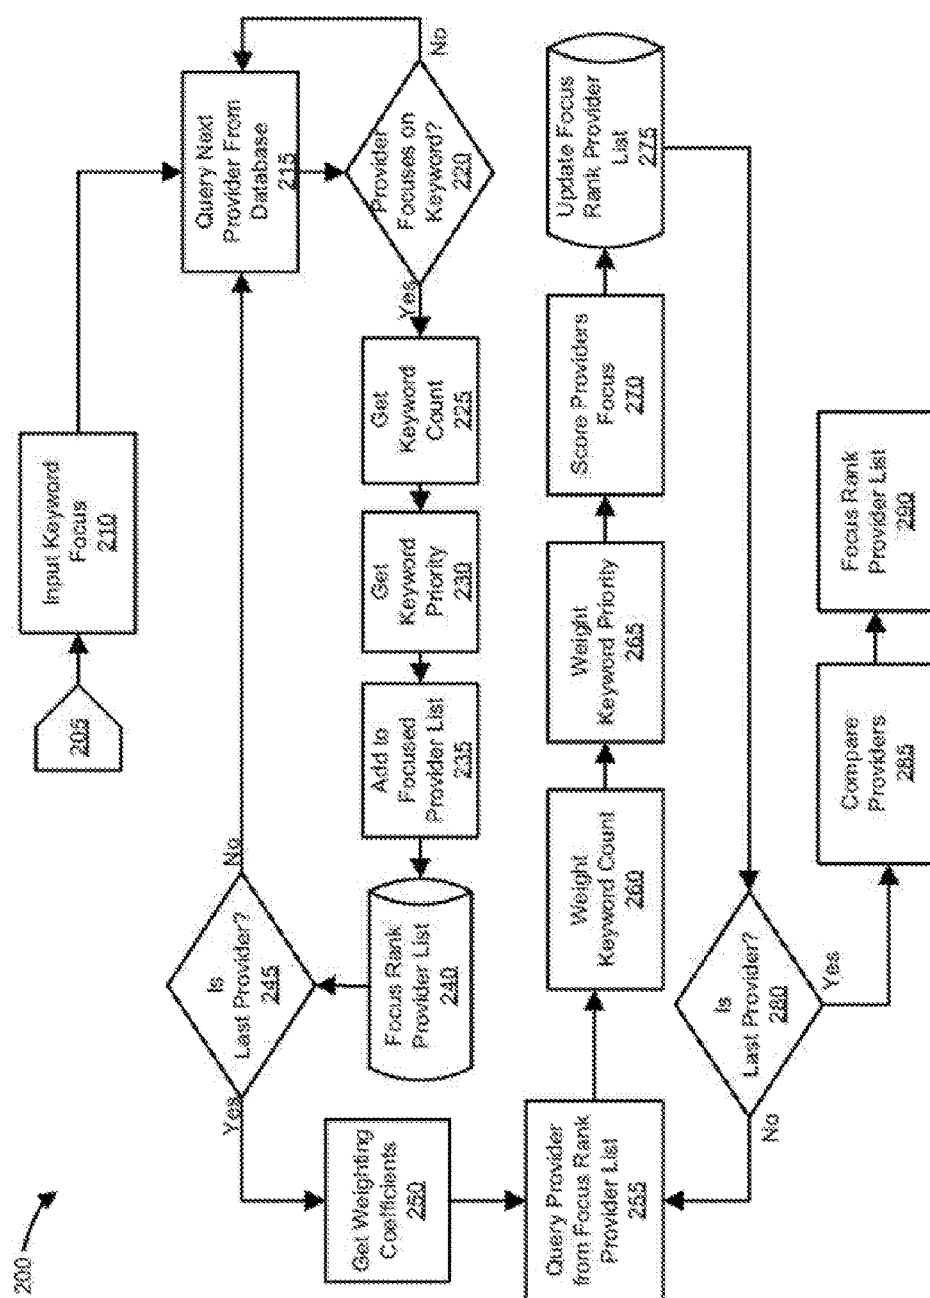 200
205
Input Keyword
Focus
210
Query Next
Provider From
Database
215
Provider
Focuses on
Keyword?
220
No
Yes
Get
Keyword
Count
225
Get
Keyword
Priority
230
Add to
Focused
Provider List
235
Focus Rank
Provider List
240
Is
Last Provider?
245
No
Yes
Get Weighting
Coefficients
250
Query Provider
from Focus Rank
Provider List
255
Weight
Keyword Count
260
Weight
Keyword Priority
265
Score Providers
Focus
270
Update Focus
Rank Provider
List
275
Is
Last Provider?
280
No
Yes
Compare
Providers
285
Focus Rank
Provider List
290